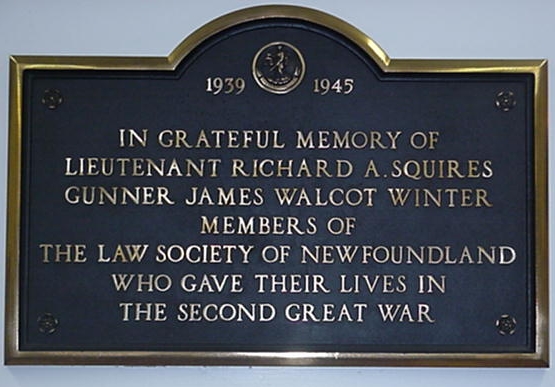 1939 1945
IN GRATEFUL MEMORY OF
LIEUTENANT RICHARD A. SQUIRES
GUNNER JAMES WALCOT WINTER
MEMBERS OF
THE LAW SOCIETY OF NEWFOUNDLAND
WHO GAVE THEIR LIVES IN
THE SECOND GREAT WAR